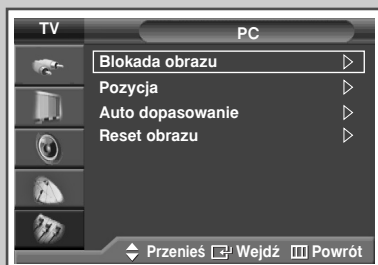 TV
PC
Blokada obrazu
Pozycja
Auto dopasowanie
Reset obrazu
Przenieś Wejdź Powrót